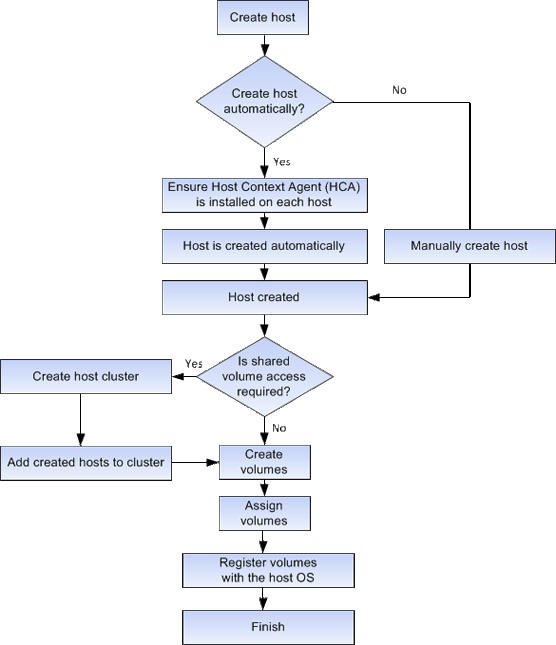 Create host
Create host
automatically?
No
Yes
Ensure Host Context Agent (HCA)
is installed on each host
Host is created automatically
Manually create host
Host created
Is shared
volume access
required?
Yes
Create host cluster
No
Add created hosts to cluster
Create
volumes
Assign
volumes
Register volumes
with the host OS
Finish